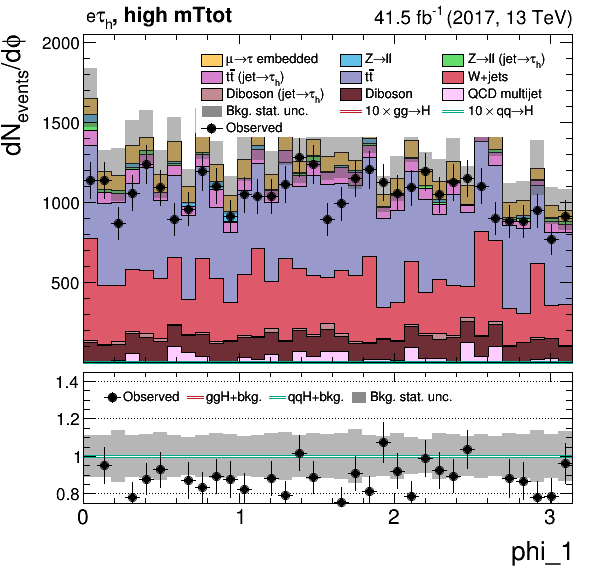 eτh, high mTtot 41.5 fb⁻¹ (2017, 13 TeV)
dNevents/dϕ
2000
1500
1000
500
μ→τ embedded Z→ll Z→ll (jet→τh)
tt̄ (jet→τh) tt̄ W+jets
Diboson (jet→τh) Diboson QCD multijet
Bkg. stat. unc. 10 × gg→H 10 × qq→H
Observed
1.4
1.2
1
0.8
Observed ggH+bkg. qqH+bkg. Bkg. stat. unc.
0 1 2 3
phi_1